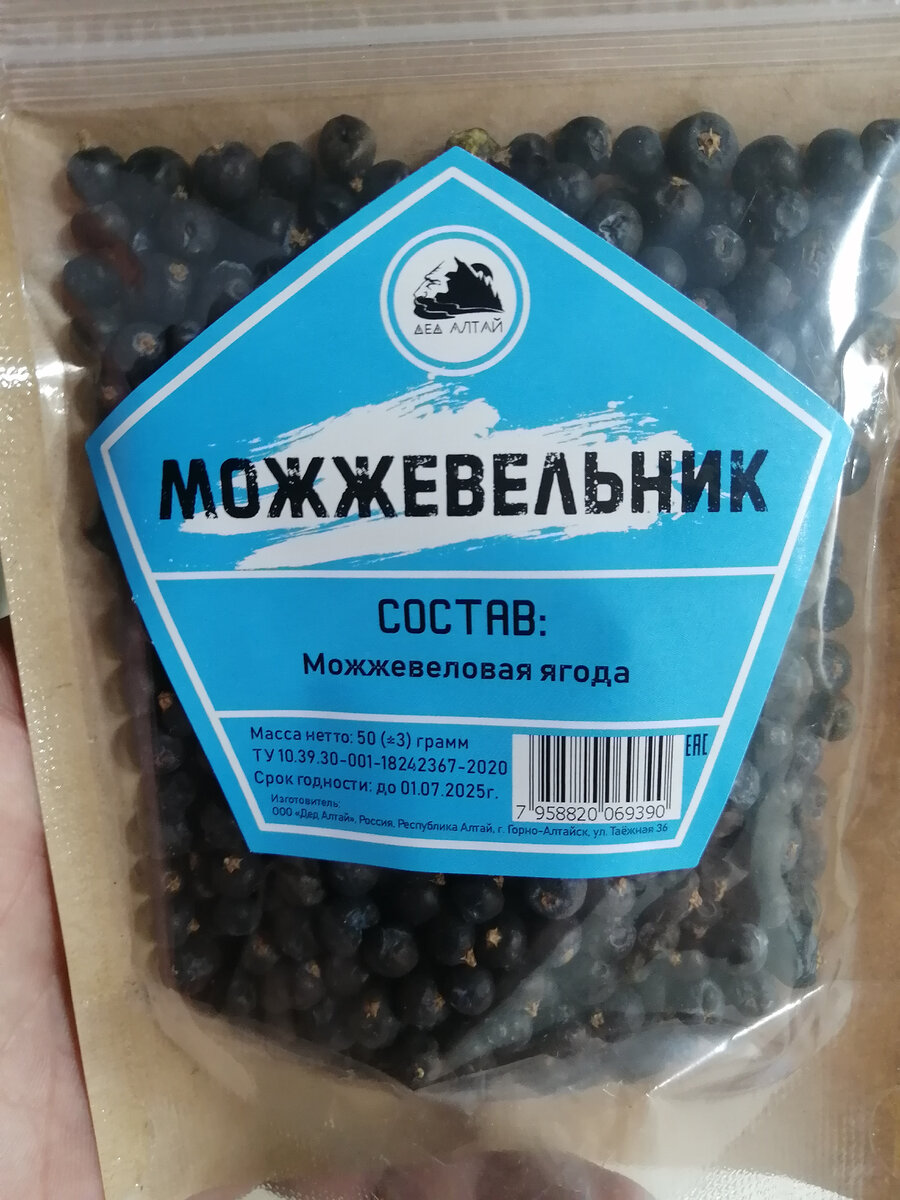 ДЕД АЛТАЙ
МОЖЖЕВЕЛЬНИК
СОСТАВ:
Можжевеловая ягода
Масса нетто: 50 (±3) грамм
ТУ 10.39.30-001-18242367-2020
Срок годности: до 01.07.2025г.
Изготовитель:
ООО «Дед Алтай», Россия, Республика Алтай, г. Горно-Алтайск, ул. Таёжная 36
7 958820 069390
ЕАС